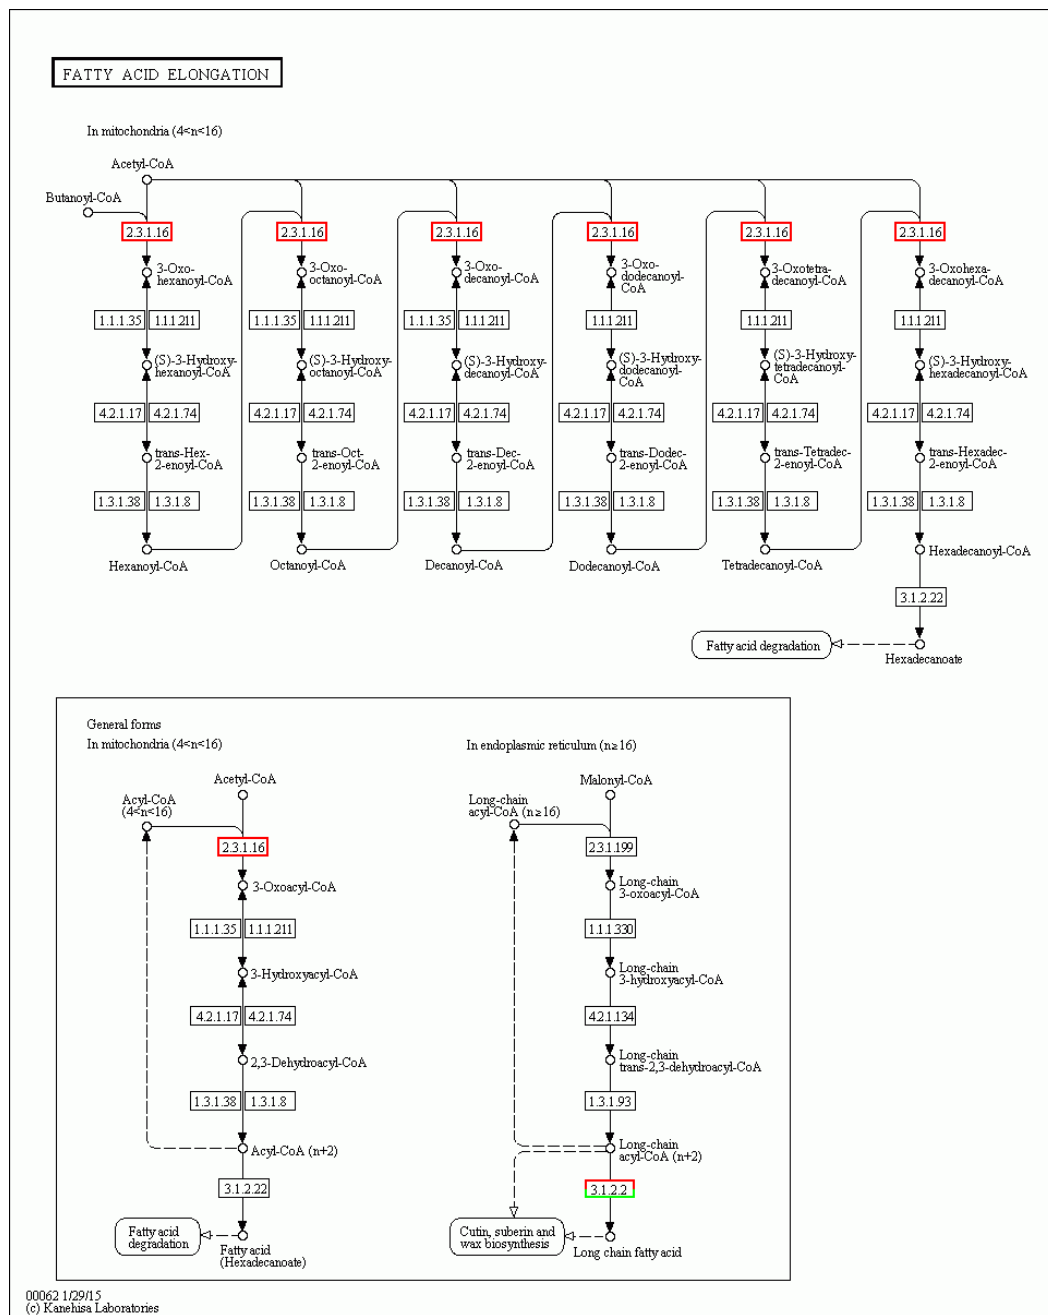 FATTY ACID ELONGATION
In mitochondria (4<n<16)
Acetyl-CoA
Butanoyl-CoA
2.3.1.16 2.3.1.16 2.3.1.16 2.3.1.16 2.3.1.16 2.3.1.16
3-Oxo-
hexanoyl-CoA
3-Oxo-
octanoyl-CoA
3-Oxo-
decanoyl-CoA
3-Oxo-
dodecanoyl-
CoA
3-Oxotetra-
decanoyl-CoA
3-Oxohexa-
decanoyl-CoA
1.1.1.35 1.1.1.211 1.1.1.35 1.1.1.211 1.1.1.35 1.1.1.211 1.1.1.211 1.1.1.211 1.1.1.211
(S)-3-Hydroxy-
hexanoyl-CoA
(S)-3-Hydroxy-
octanoyl-CoA
(S)-3-Hydroxy-
decanoyl-CoA
(S)-3-Hydroxy-
dodecanoyl-
CoA
(S)-3-Hydroxy-
tetradecanoyl-
CoA
(S)-3-Hydroxy-
hexadecanoyl-CoA
4.2.1.17 4.2.1.74 4.2.1.17 4.2.1.74 4.2.1.17 4.2.1.74 4.2.1.17 4.2.1.74 4.2.1.17 4.2.1.74 4.2.1.17 4.2.1.74
trans-Hex-
2-enoyl-CoA
trans-Oct-
2-enoyl-CoA
trans-Dec-
2-enoyl-CoA
trans-Dodec-
2-enoyl-CoA
trans-Tetradec-
2-enoyl-CoA
trans-Hexadec-
2-enoyl-CoA
1.3.1.38 1.3.1.8 1.3.1.38 1.3.1.8 1.3.1.38 1.3.1.8 1.3.1.38 1.3.1.8 1.3.1.38 1.3.1.8 1.3.1.38 1.3.1.8
Hexanoyl-CoA
Octanoyl-CoA
Decanoyl-CoA
Dodecanoyl-CoA
Tetradecanoyl-CoA
Hexadecanoyl-CoA
3.1.2.22
Fatty acid degradation
Hexadecanoate
General forms
In mitochondria (4<n<16)
Acetyl-CoA
Acyl-CoA
(4<n<16)
2.3.1.16
3-Oxoacyl-CoA
1.1.1.35 1.1.1.211
3-Hydroxyacyl-CoA
4.2.1.17 4.2.1.74
2,3-Dehydroacyl-CoA
1.3.1.38 1.3.1.8
Acyl-CoA (n+2)
3.1.2.22
Fatty acid
degradation
Fatty acid
(Hexadecanoate)
In endoplasmic reticulum (n≥16)
Malonyl-CoA
Long-chain
acyl-CoA (n≥16)
2.3.1.199
Long-chain
3-oxoacyl-CoA
1.1.1.330
Long-chain
3-hydroxyacyl-CoA
4.2.1.134
Long-chain
trans-2,3-dehydroacyl-CoA
1.3.1.93
Long-chain
acyl-CoA (n+2)
3.1.2.2
Cutin, suberin and
wax biosynthesis
Long chain fatty acid
00062 1/29/15
(c) Kanehisa Laboratories